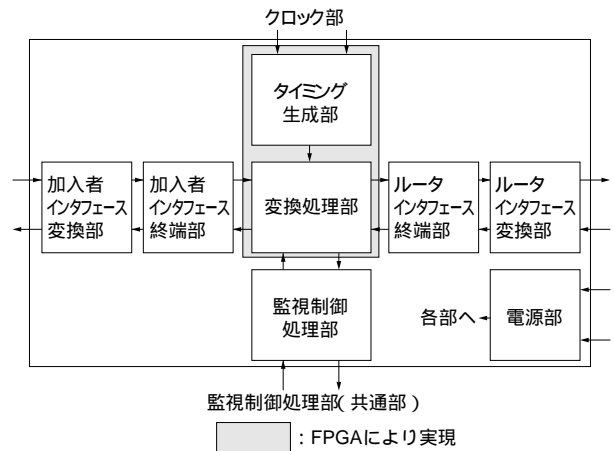 クロック部
タイミング
生成部
加入者
インタフェース
変換部
加入者
インタフェース
終端部
変換処理部
ルータ
インタフェース
終端部
ルータ
インタフェース
変換部
監視制御
処理部
各部へ
電源部
監視制御処理部(共通部)
：FPGAにより実現